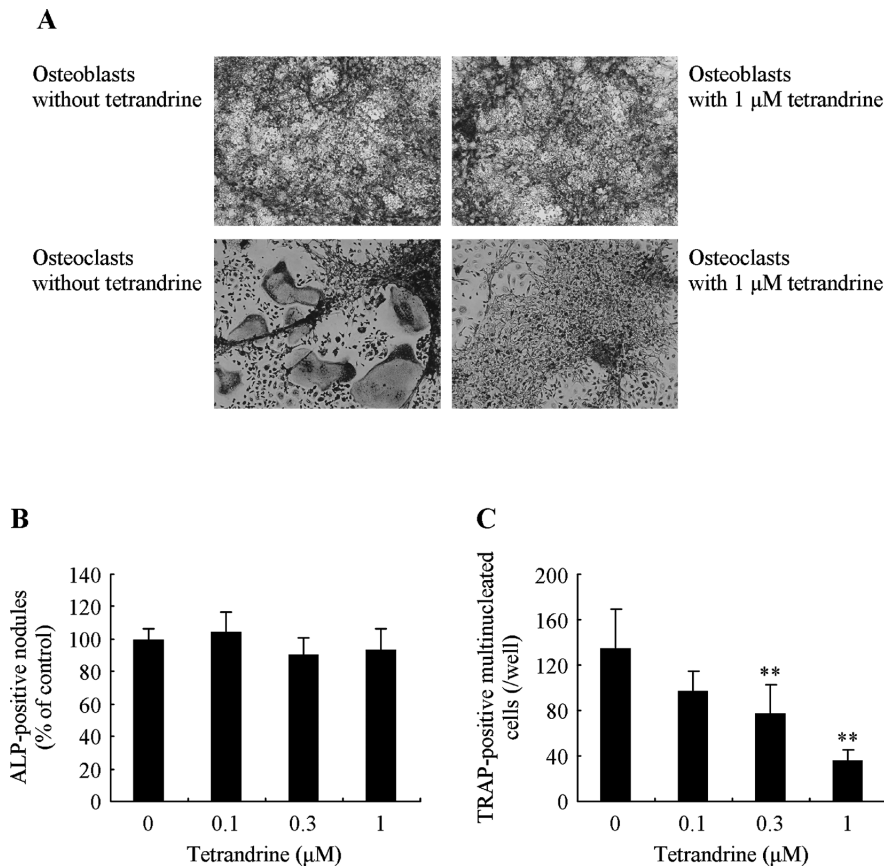 A
Osteoblasts
without tetrandrine
Osteoblasts
with 1 μM tetrandrine
Osteoclasts
without tetrandrine
Osteoclasts
with 1 μM tetrandrine
B
ALP-positive nodules
(% of control)
140
120
100
80
60
40
20
0
0 0.1 0.3 1
Tetrandrine (μM)
C
TRAP-positive multinucleated
cells (/well)
200
160
120
80
40
0
**
**
0 0.1 0.3 1
Tetrandrine (μM)